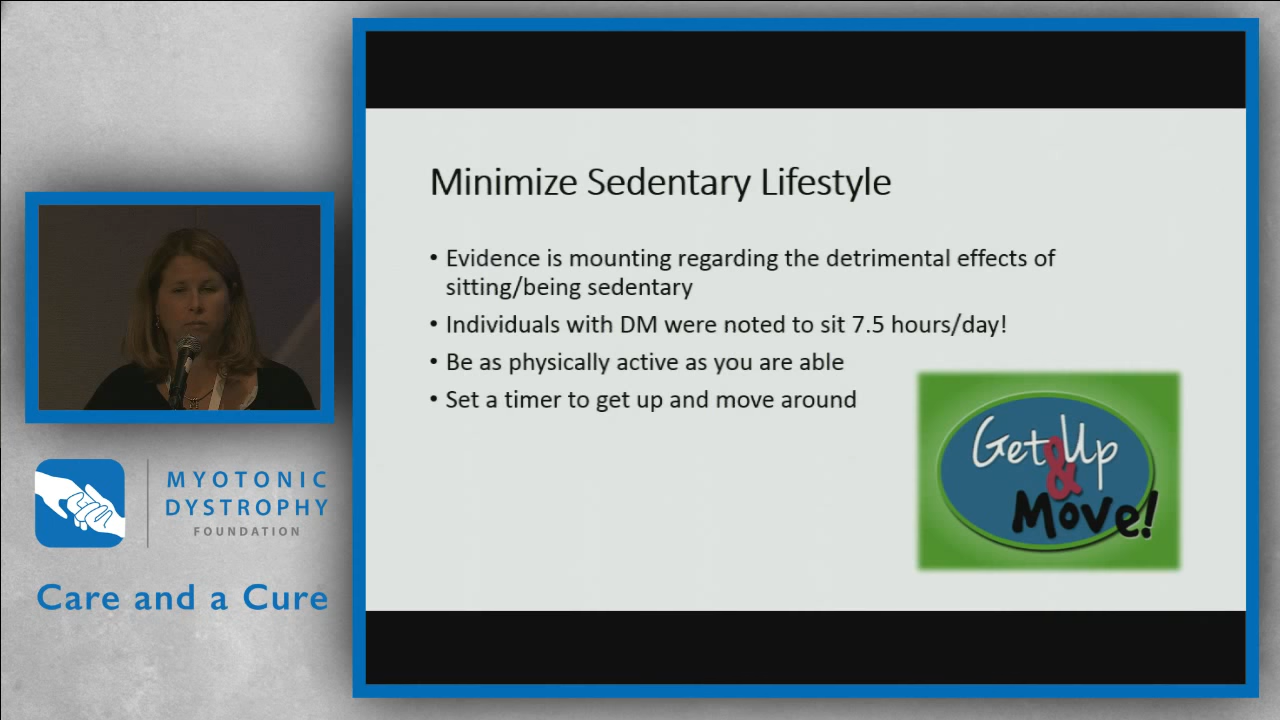 Minimize Sedentary Lifestyle
• Evidence is mounting regarding the detrimental effects of
sitting/being sedentary
• Individuals with DM were noted to sit 7.5 hours/day!
• Be as physically active as you are able
• Set a timer to get up and move around
Get Up
&
Move!
MYOTONIC
DYSTROPHY
FOUNDATION
Care and a Cure